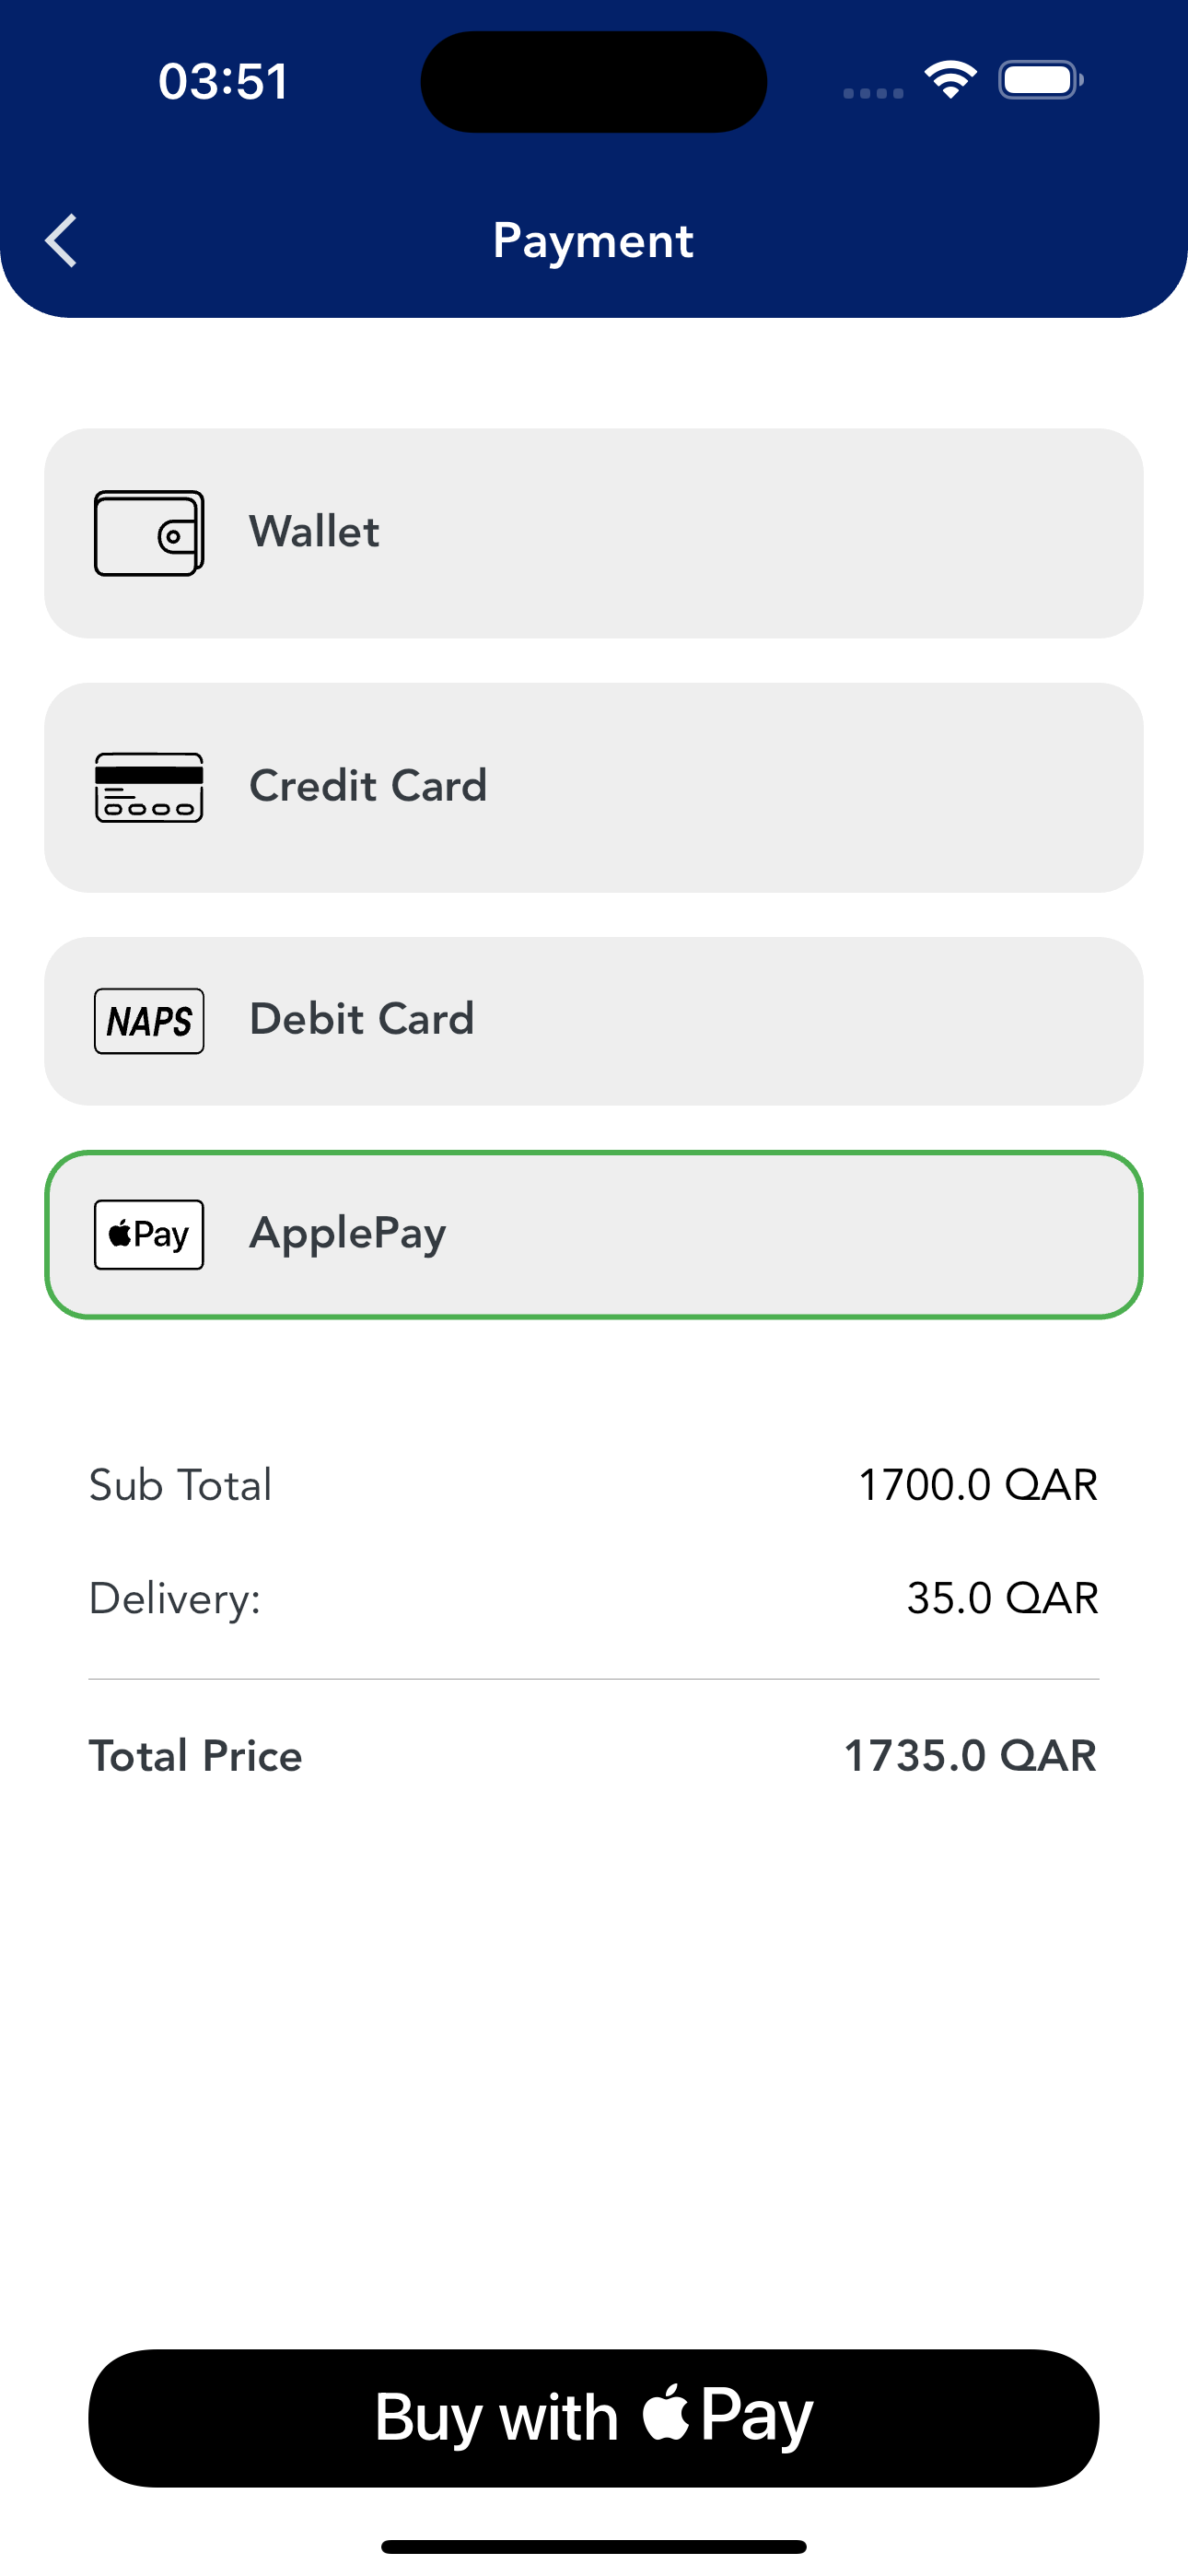 03:51
Payment
Wallet
Credit Card
NAPS Debit Card
Pay ApplePay
Sub Total 1700.0 QAR
Delivery: 35.0 QAR
Total Price 1735.0 QAR
Buy with Pay